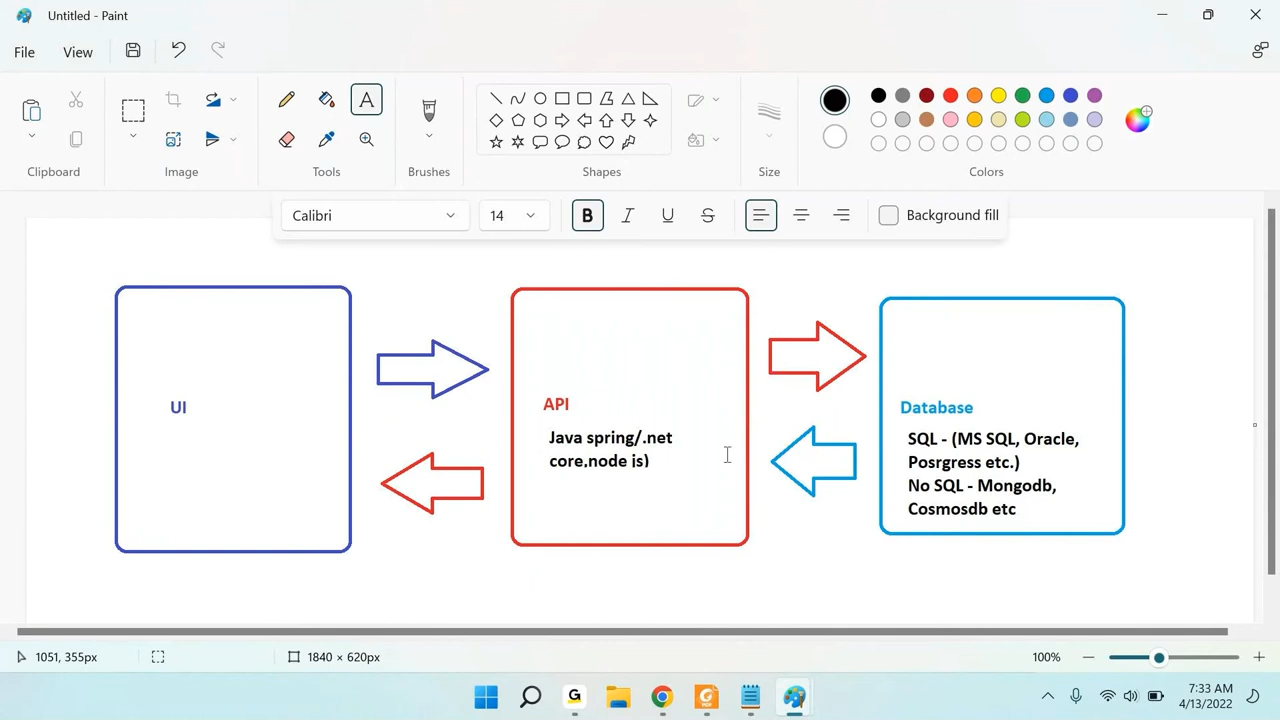 Untitled - Paint
File
View
Clipboard
Image
Tools
Brushes
Shapes
Size
Colors
Calibri
14
B
I
U
S
Background fill
UI
API
Java spring/.net
core,node js)
Database
SQL - (MS SQL, Oracle,
Posrgress etc.)
No SQL - Mongodb,
Cosmosdb etc
1051, 355px
1840 × 620px
100%
7:33 AM
4/13/2022